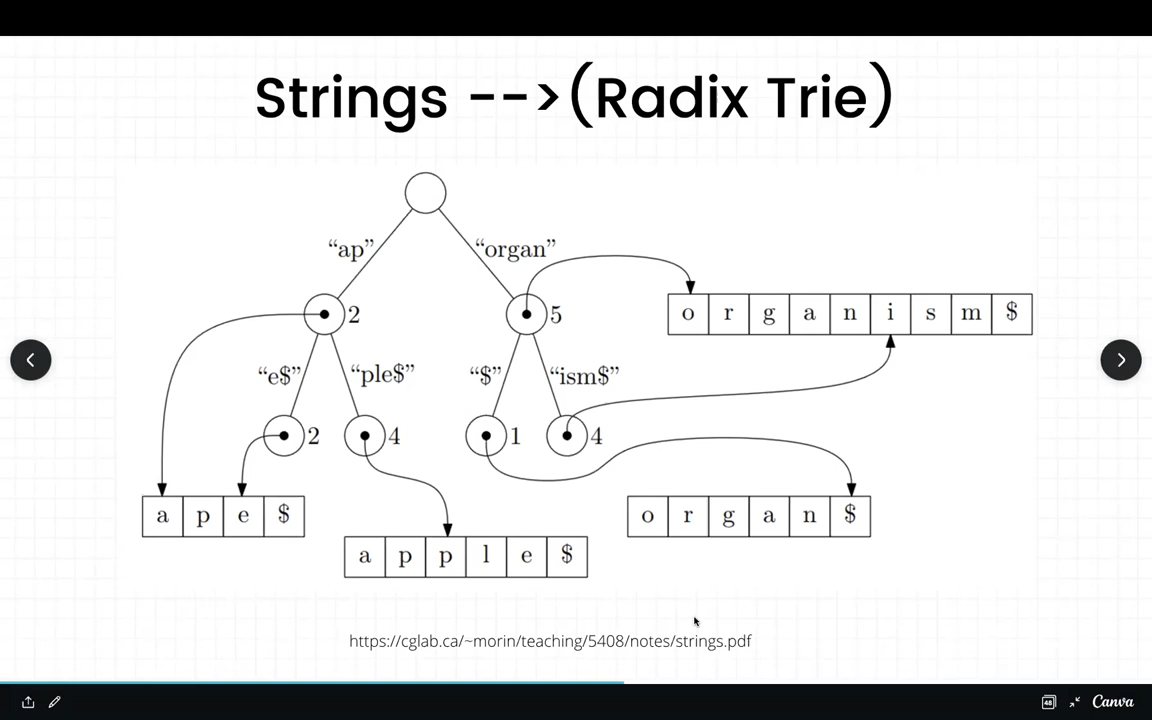 Strings -->(Radix Trie)
“ap” “organ”
2 5
o r g a n i s m $
“e$” “ple$” “$” “ism$”
2 4 1 4
a p e $
o r g a n $
a p p l e $
https://cglab.ca/~morin/teaching/5408/notes/strings.pdf
48 Canva